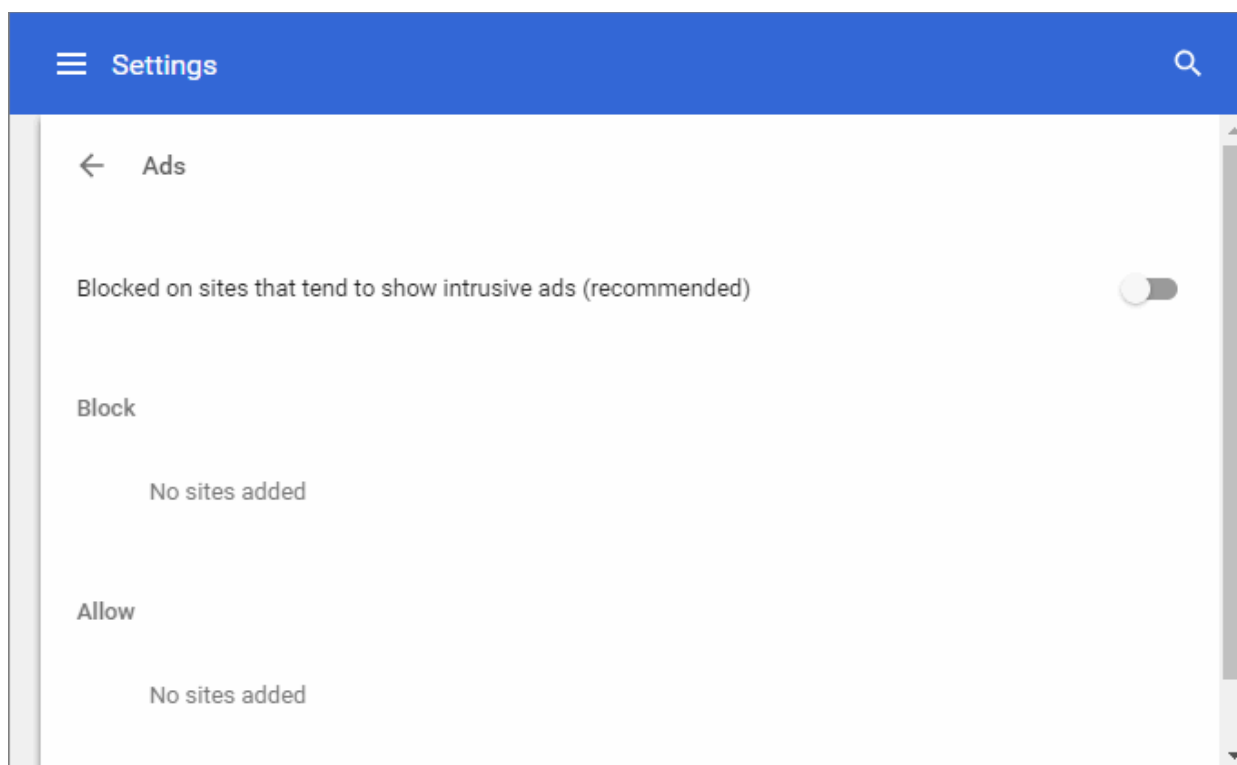 Settings
Ads
Blocked on sites that tend to show intrusive ads (recommended)
Block
No sites added
Allow
No sites added